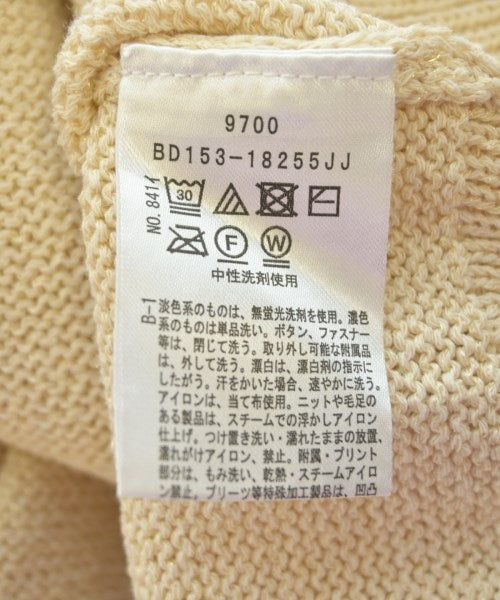 9700
BD153-18255JJ
NO. 8414
30
F W
中性洗剤使用
B-1
淡色系のものは、無蛍光洗剤を使用。濃色
系のものは単品洗い。ボタン、ファスナー
等は、閉じて洗う。取り外し可能な附属品
は、外して洗う。漂白は、漂白剤の指示に
したがう。汗をかいた場合、速やかに洗う。
アイロンは、当て布使用。ニットや毛足の
ある製品は、スチームでの浮かしアイロン
仕上げ。つけ置き洗い・濡れたままの放置、
濡れがけアイロン、禁止。附属・プリント
部分は、もみ洗い、乾熱・スチームアイロ
ン禁止。プリーツ等特殊加工製品は、凹凸